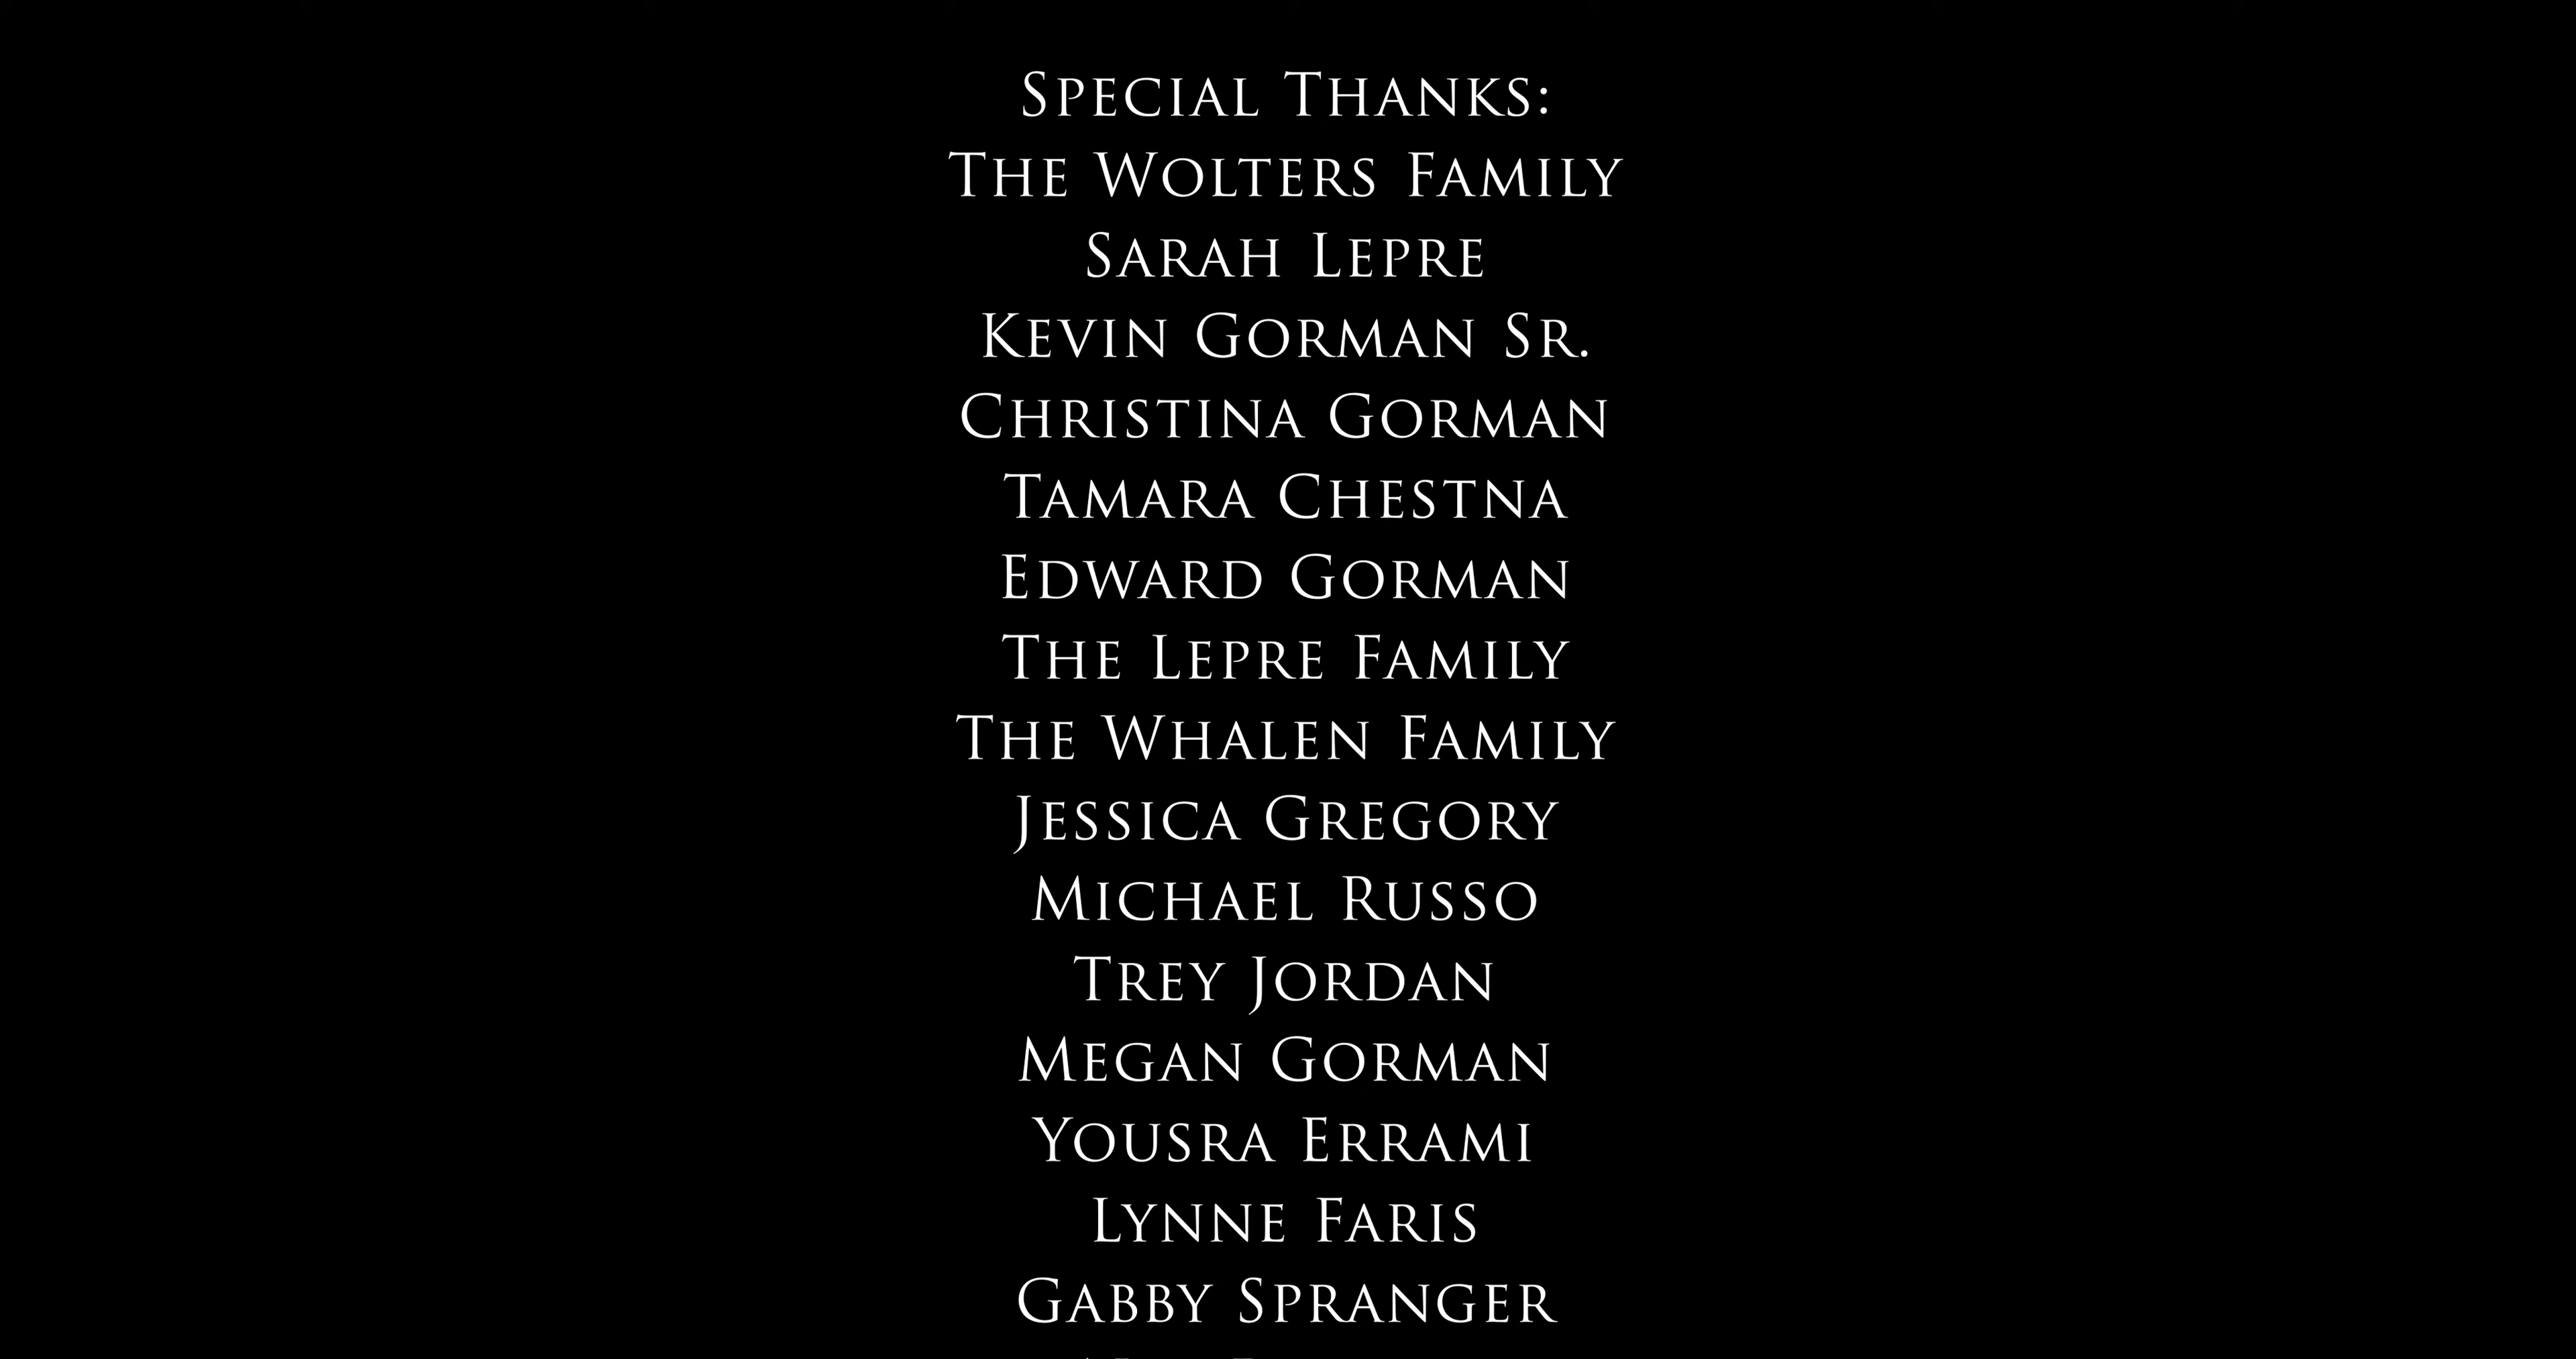 Special Thanks:
The Wolters Family
Sarah Lepre
Kevin Gorman Sr.
Christina Gorman
Tamara Chestna
Edward Gorman
The Lepre Family
The Whalen Family
Jessica Gregory
Michael Russo
Trey Jordan
Megan Gorman
Yousra Errami
Lynne Faris
Gabby Spranger